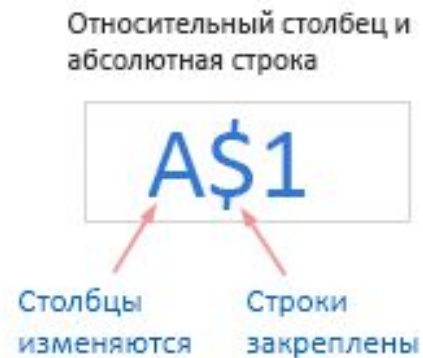 Относительный столбец и
абсолютная строка
A$1
Столбцы
изменяются
Строки
закреплены